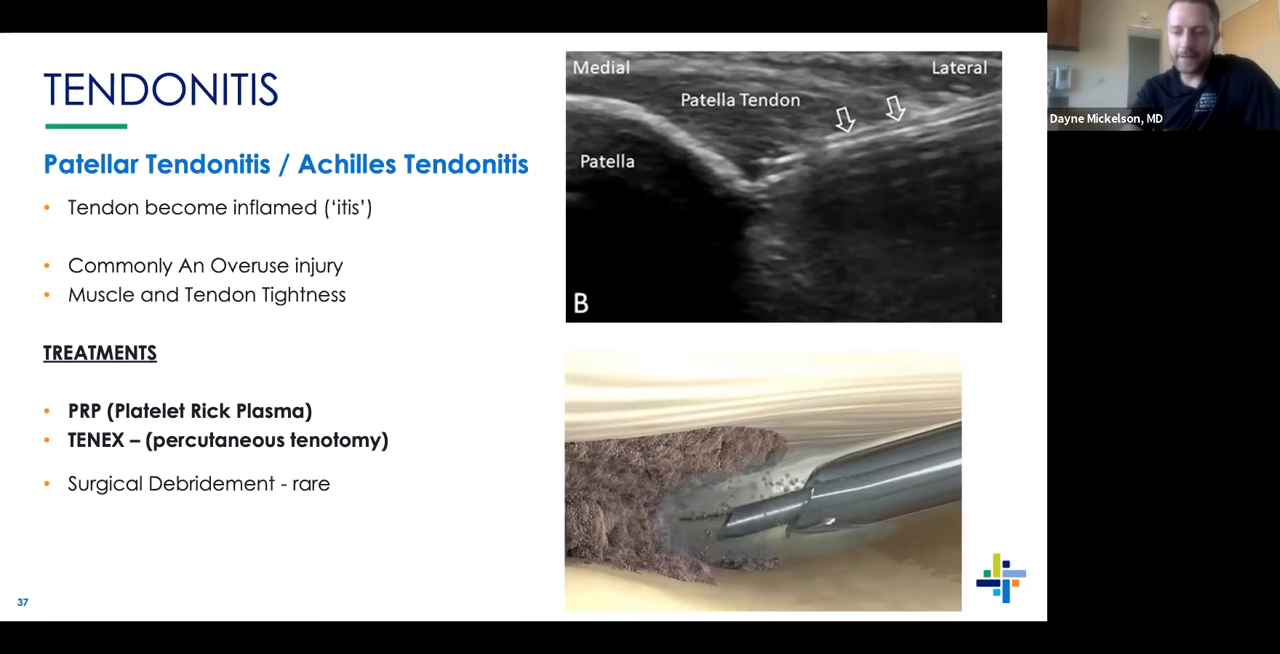 TENDONITIS
Patellar Tendonitis / Achilles Tendonitis
• Tendon become inflamed (‘itis’)
• Commonly An Overuse injury
• Muscle and Tendon Tightness
TREATMENTS
• PRP (Platelet Rick Plasma)
• TENEX – (percutaneous tenotomy)
• Surgical Debridement - rare
37
Medial
Lateral
Patella Tendon
Patella
B
Dayne Mickelson, MD